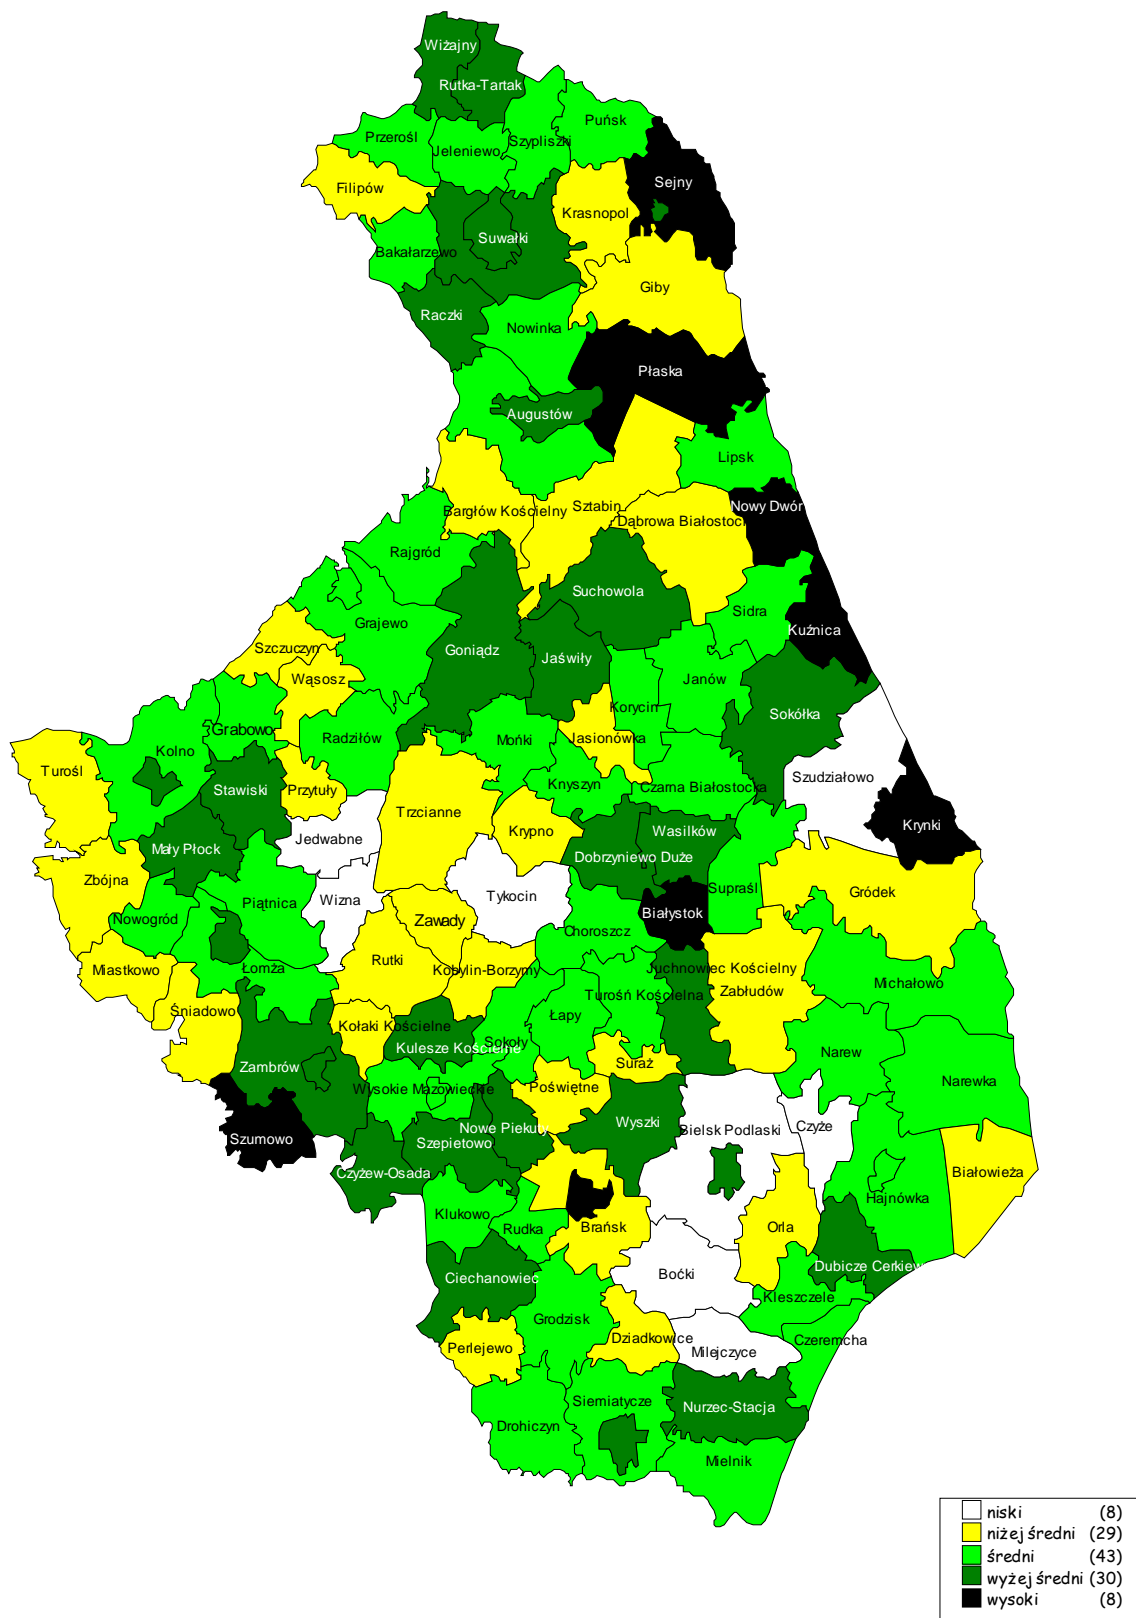 Wiżajny
Rutka-Tartak
Puńsk
Przerośl
Szypliszki
Jeleniewo
Sejny
Filipów
Krasnopol
Suwałki
Bakałarzewo
Giby
Raczki
Nowinka
Płaska
Augustów
Lipsk
Nowy Dwór
Sztabin
Bargłów Kościelny
Dąbrowa Białostoc
Rajgród
Suchowola
Sidra
Grajewo
Kuźnica
Szczuczyn
Goniądz
Jaświły
Wąsosz
Janów
Korycin
Sokółka
Grabowo
Radziłów
Mońki
Jasionówka
Kolno
Turośl
Szudziałowo
Knyszyn
Czarna Białostocka
Stawiski
Przytuły
Trzcianne
Krynki
Krypno
Wasilków
Jedwabne
Mały Płock
Dobrzyniewo Duże
Zbójna
Supraśl
Gródek
Tykocin
Wizna
Piątnica
Białystok
Nowogród
Zawady
Choroszcz
Rutki
Łomża
Miastkowo
Kobylin-Borzymy
Juchnowiec Kościelny
Michałowo
Zabłudów
Turośń Kościelna
Śniadowo
Łapy
Kołaki Kościelne
Sokoły
Kulesze Kościelne
Narew
Suraż
Zambrów
Narewka
Wysokie Mazowieckie
Poświętne
Wyszki
Nowe Piekuty
Czyże
Bielsk Podlaski
Szumowo
Szepietowo
Czyżew-Osada
Białowieża
Hajnówka
Klukowo
Rudka
Brańsk
Orla
Dubicze Cerkiew
Boćki
Ciechanowiec
Kleszczele
Grodzisk
Dziadkowice
Czeremcha
Perlejewo
Milejczyce
Siemiatycze
Nurzec-Stacja
Drohiczyn
Mielnik
niski (8)
niżej średni (29)
średni (43)
wyżej średni (30)
wysoki (8)